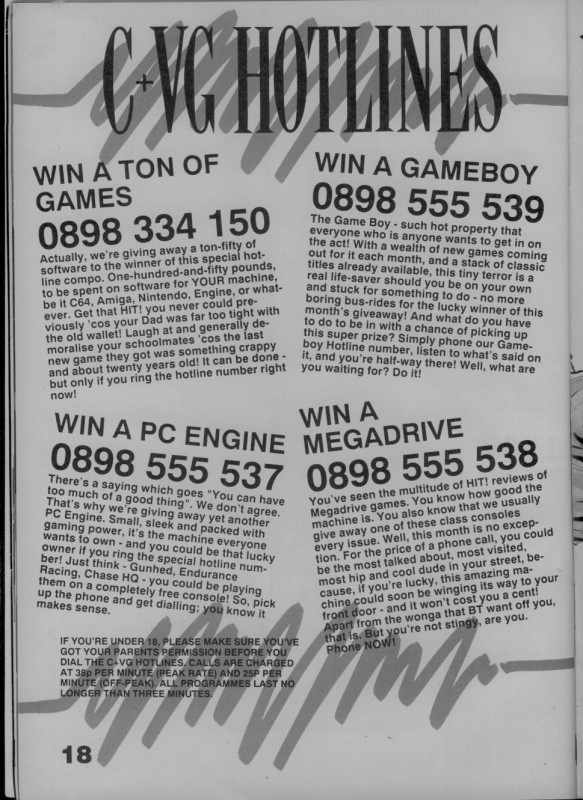 C+VG HOTLINES
WIN A TON OF
GAMES
0898 334 150
Actually, we're giving away a ton-fifty of
software to the winner of this special hot-
line compo. One-hundred-and-fifty pounds,
to be spent on software for YOUR machine,
be it C64, Amiga, Nintendo, Engine, or what-
ever. Get that HIT! you never could pre-
viously 'cos your Dad was far too tight with
the old wallet! Laugh at and generally de-
moralise your schoolmates 'cos the last
new game they got was something crappy
and about twenty years old! It can be done -
but only if you ring the hotline number right
now!
WIN A GAMEBOY
0898 555 539
The Game Boy - such hot property that
everyone who is anyone wants to get in on
the act! With a wealth of new games coming
out for it each month, and a stack of classic
titles already available, this tiny terror is a
real life-saver should you be on your own
and stuck for something to do - no more
boring bus-rides for the lucky winner of this
month's giveaway! And what do you have
to do to be in with a chance of picking up
this super prize? Simply phone our Game-
boy Hotline number, listen to what's said on
it, and you're half-way there! Well, what are
you waiting for? Do it!
WIN A PC ENGINE
0898 555 537
There's a saying which goes "You can have
too much of a good thing". We don't agree.
That's why we're giving away yet another
PC Engine. Small, sleek and packed with
gaming power, it's the machine everyone
wants to own - and you could be that lucky
owner if you ring the special hotline num-
ber! Just think - Gunhed, Endurance
Racing, Chase HQ - you could be playing
them on a completely free console! So, pick
up the phone and get dialling; you know it
makes sense.
WIN A
MEGADRIVE
0898 555 538
You've seen the multitude of HIT! reviews of
Megadrive games. You know how good the
machine is. You also know that we usually
give away one of these class consoles
every issue. Well, this month is no excep-
tion. For the price of a phone call, you could
be the most talked about, most visited,
most hip and cool dude in your street, be-
cause, if you're lucky, this amazing ma-
chine could soon be winging its way to your
front door - and it won't cost you a cent!
Apart from the wonga that BT want off you,
that is. But you're not stingy, are you.
Phone NOW!
IF YOU'RE UNDER 18, PLEASE MAKE SURE YOU'VE
GOT YOUR PARENTS PERMISSION BEFORE YOU
DIAL THE C+VG HOTLINES. CALLS ARE CHARGED
AT 38p PER MINUTE (PEAK RATE) AND 25P PER
MINUTE (OFF-PEAK). ALL PROGRAMMES LAST NO
LONGER THAN THREE MINUTES.
18